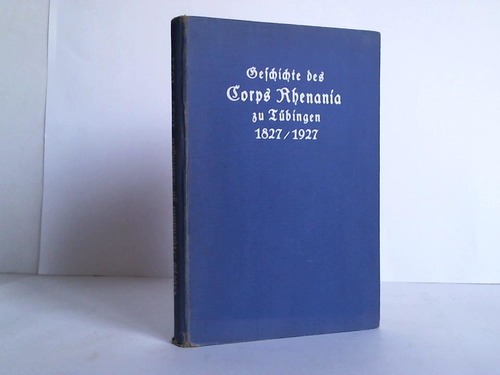 Geschichte des
Corps Rhenania
zu Tübingen
1827/1927